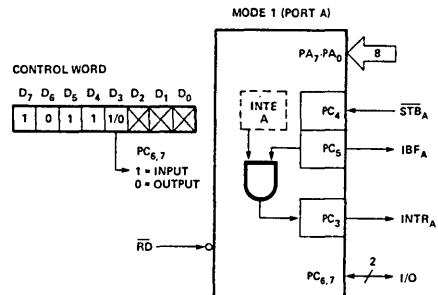 MODE 1 (PORT A)
CONTROL WORD
D7 D6 D5 D4 D3 D2 D1 D0
1 0 1 1 1/0
PC6,7
1 = INPUT
0 = OUTPUT
PA7-PA0
8
INTE
A
PC4
STBA
PC5
IBFA
PC3
INTRA
RD
PC6,7
2
I/O